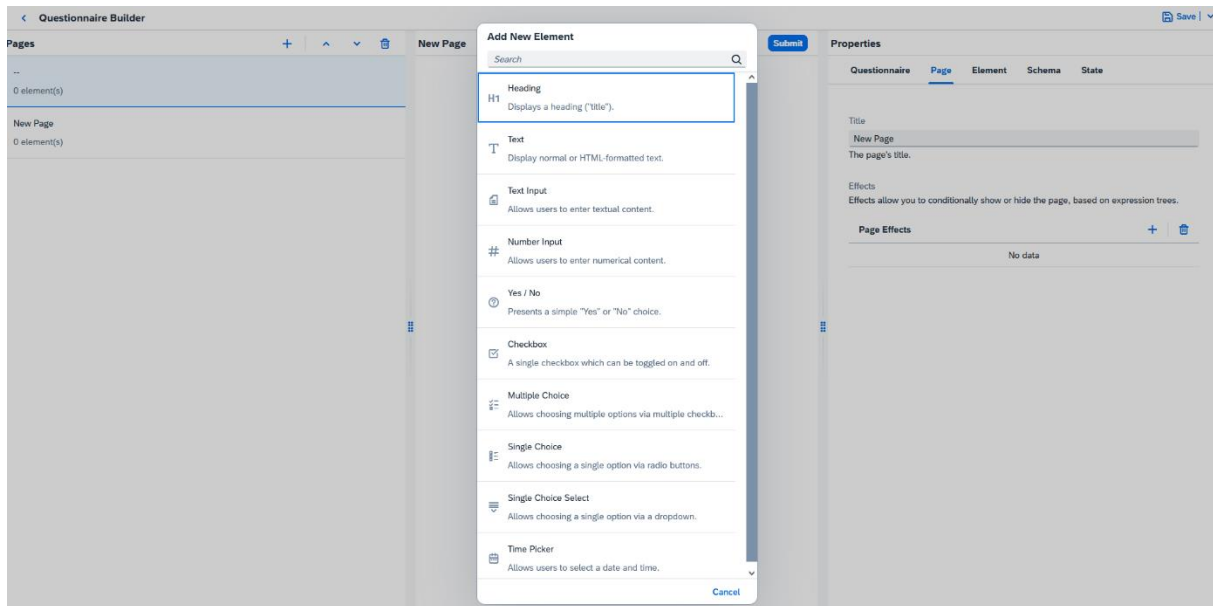 Questionnaire Builder
Save
Pages
--
0 element(s)
New Page
0 element(s)
New Page
Submit
Add New Element
Search
H1
Heading
Displays a heading ("title").
Text
Display normal or HTML-formatted text.
Text Input
Allows users to enter textual content.
Number Input
Allows users to enter numerical content.
Yes / No
Presents a simple "Yes" or "No" choice.
Checkbox
A single checkbox which can be toggled on and off.
Multiple Choice
Allows choosing multiple options via multiple checkb...
Single Choice
Allows choosing a single option via radio buttons.
Single Choice Select
Allows choosing a single option via a dropdown.
Time Picker
Allows users to select a date and time.
Cancel
Properties
Questionnaire Page Element Schema State
Title
New Page
The page's title.
Effects
Effects allow you to conditionally show or hide the page, based on expression trees.
Page Effects
No data